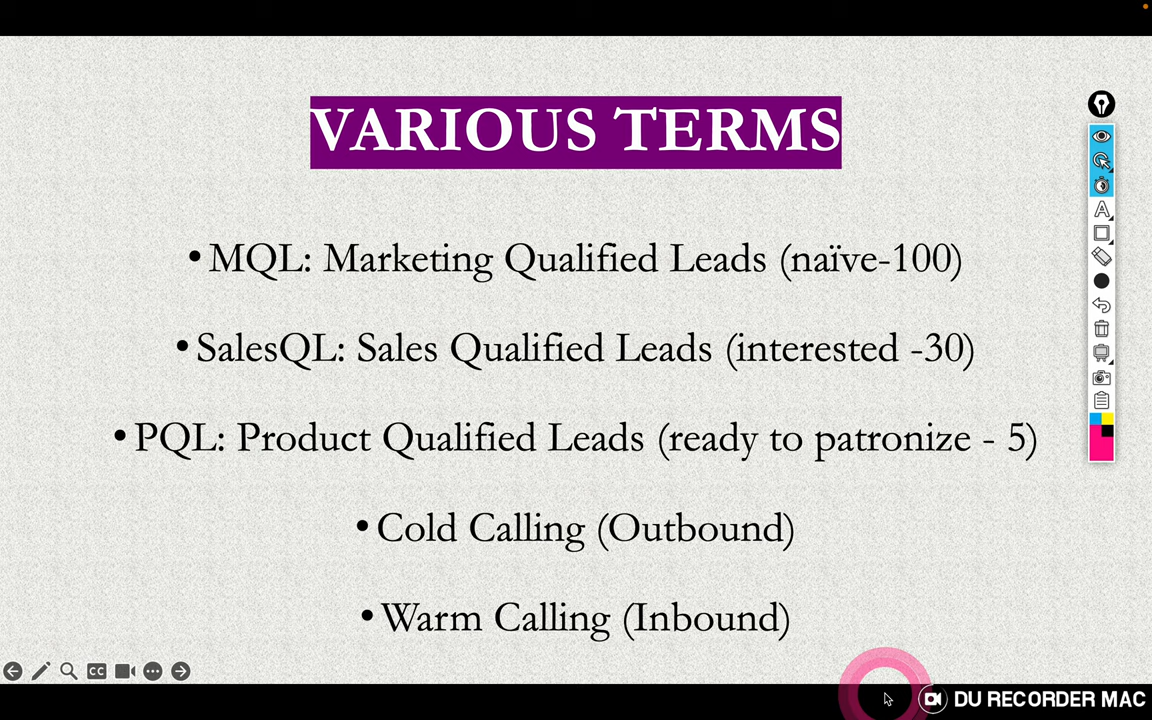 VARIOUS TERMS
• MQL: Marketing Qualified Leads (naïve-100)
• SalesQL: Sales Qualified Leads (interested -30)
• PQL: Product Qualified Leads (ready to patronize - 5)
• Cold Calling (Outbound)
• Warm Calling (Inbound)
CC
DU RECORDER MAC